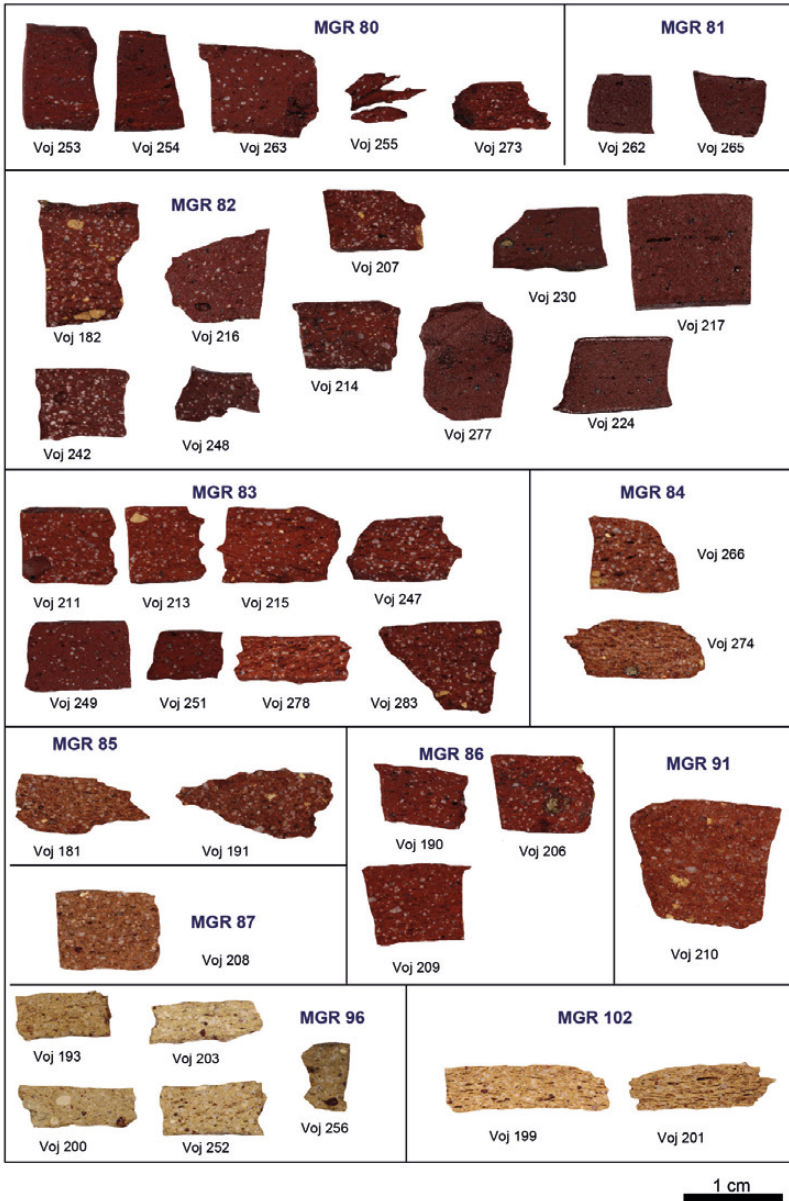 MGR 80
Voj 253
Voj 254
Voj 263
Voj 255
Voj 273
MGR 81
Voj 262
Voj 265
MGR 82
Voj 182
Voj 216
Voj 207
Voj 230
Voj 217
Voj 214
Voj 242
Voj 248
Voj 277
Voj 224
MGR 83
Voj 211
Voj 213
Voj 215
Voj 247
Voj 249
Voj 251
Voj 278
Voj 283
MGR 84
Voj 266
Voj 274
MGR 85
Voj 181
Voj 191
MGR 86
Voj 190
Voj 206
Voj 209
MGR 91
Voj 210
MGR 87
Voj 208
MGR 96
Voj 193
Voj 203
Voj 200
Voj 252
Voj 256
MGR 102
Voj 199
Voj 201
1 cm